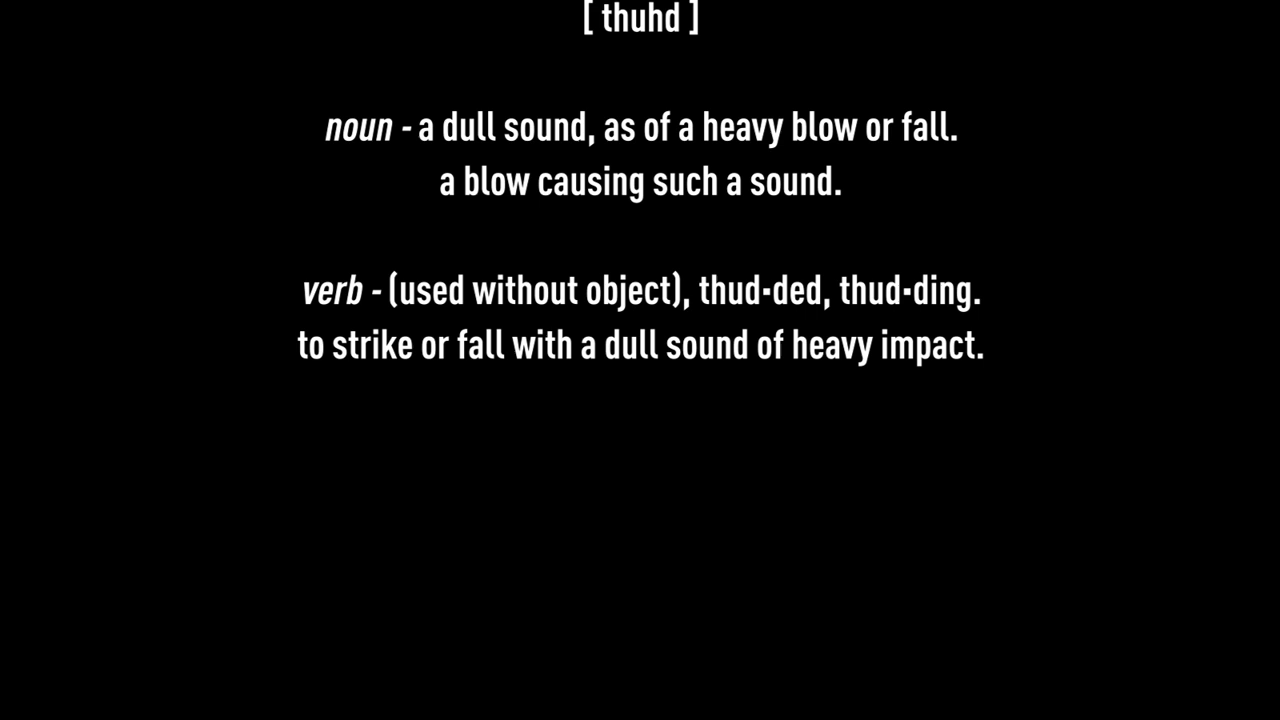 [ thuhd ]
noun - a dull sound, as of a heavy blow or fall.
a blow causing such a sound.
verb - (used without object), thud·ded, thud·ding.
to strike or fall with a dull sound of heavy impact.